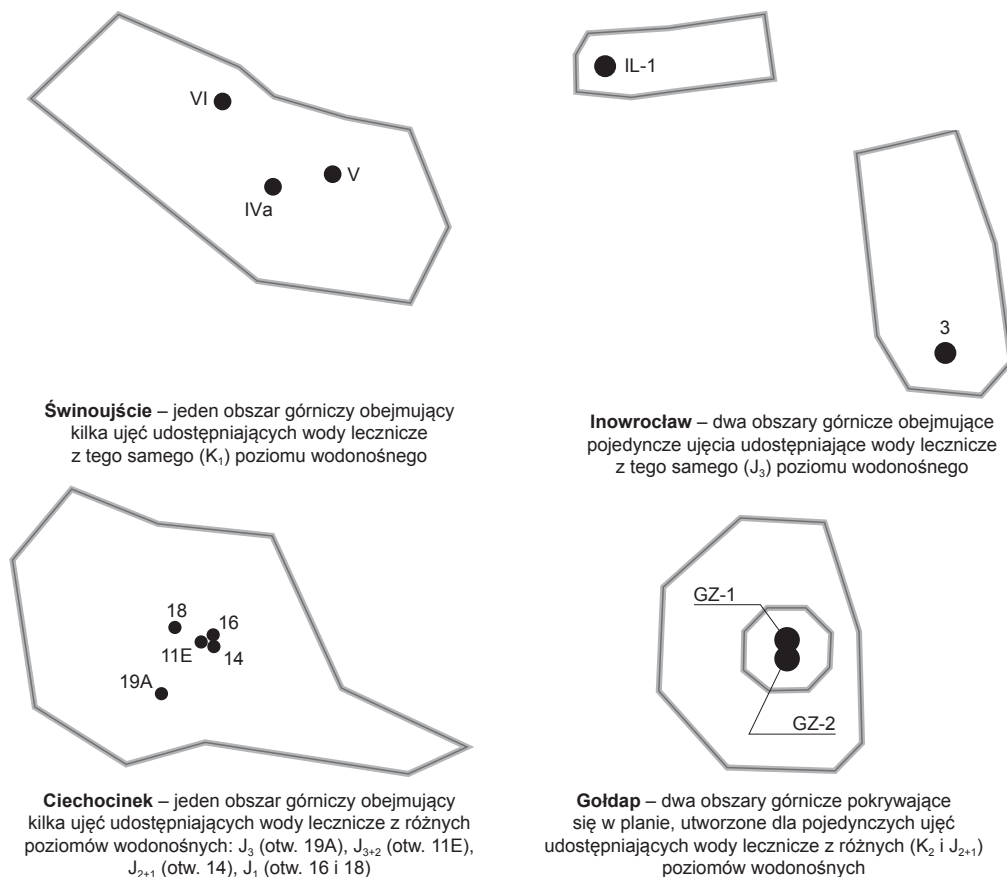 VI
V
IVa
Świnoujście – jeden obszar górniczy obejmujący
kilka ujęć udostępniających wody lecznicze
z tego samego (K₁) poziomu wodonośnego
IL-1
3
Inowrocław – dwa obszary górnicze obejmujące
pojedyncze ujęcia udostępniające wody lecznicze
z tego samego (J₃) poziomu wodonośnego
18
16
11E
14
19A
Ciechocinek – jeden obszar górniczy obejmujący
kilka ujęć udostępniających wody lecznicze z różnych
poziomów wodonośnych: J₃ (otw. 19A), J₃₊₂ (otw. 11E),
J₂₊₁ (otw. 14), J₁ (otw. 16 i 18)
GZ-1
GZ-2
Gołdap – dwa obszary górnicze pokrywające
się w planie, utworzone dla pojedynczych ujęć
udostępniających wody lecznicze z różnych (K₂ i J₂₊₁)
poziomów wodonośnych